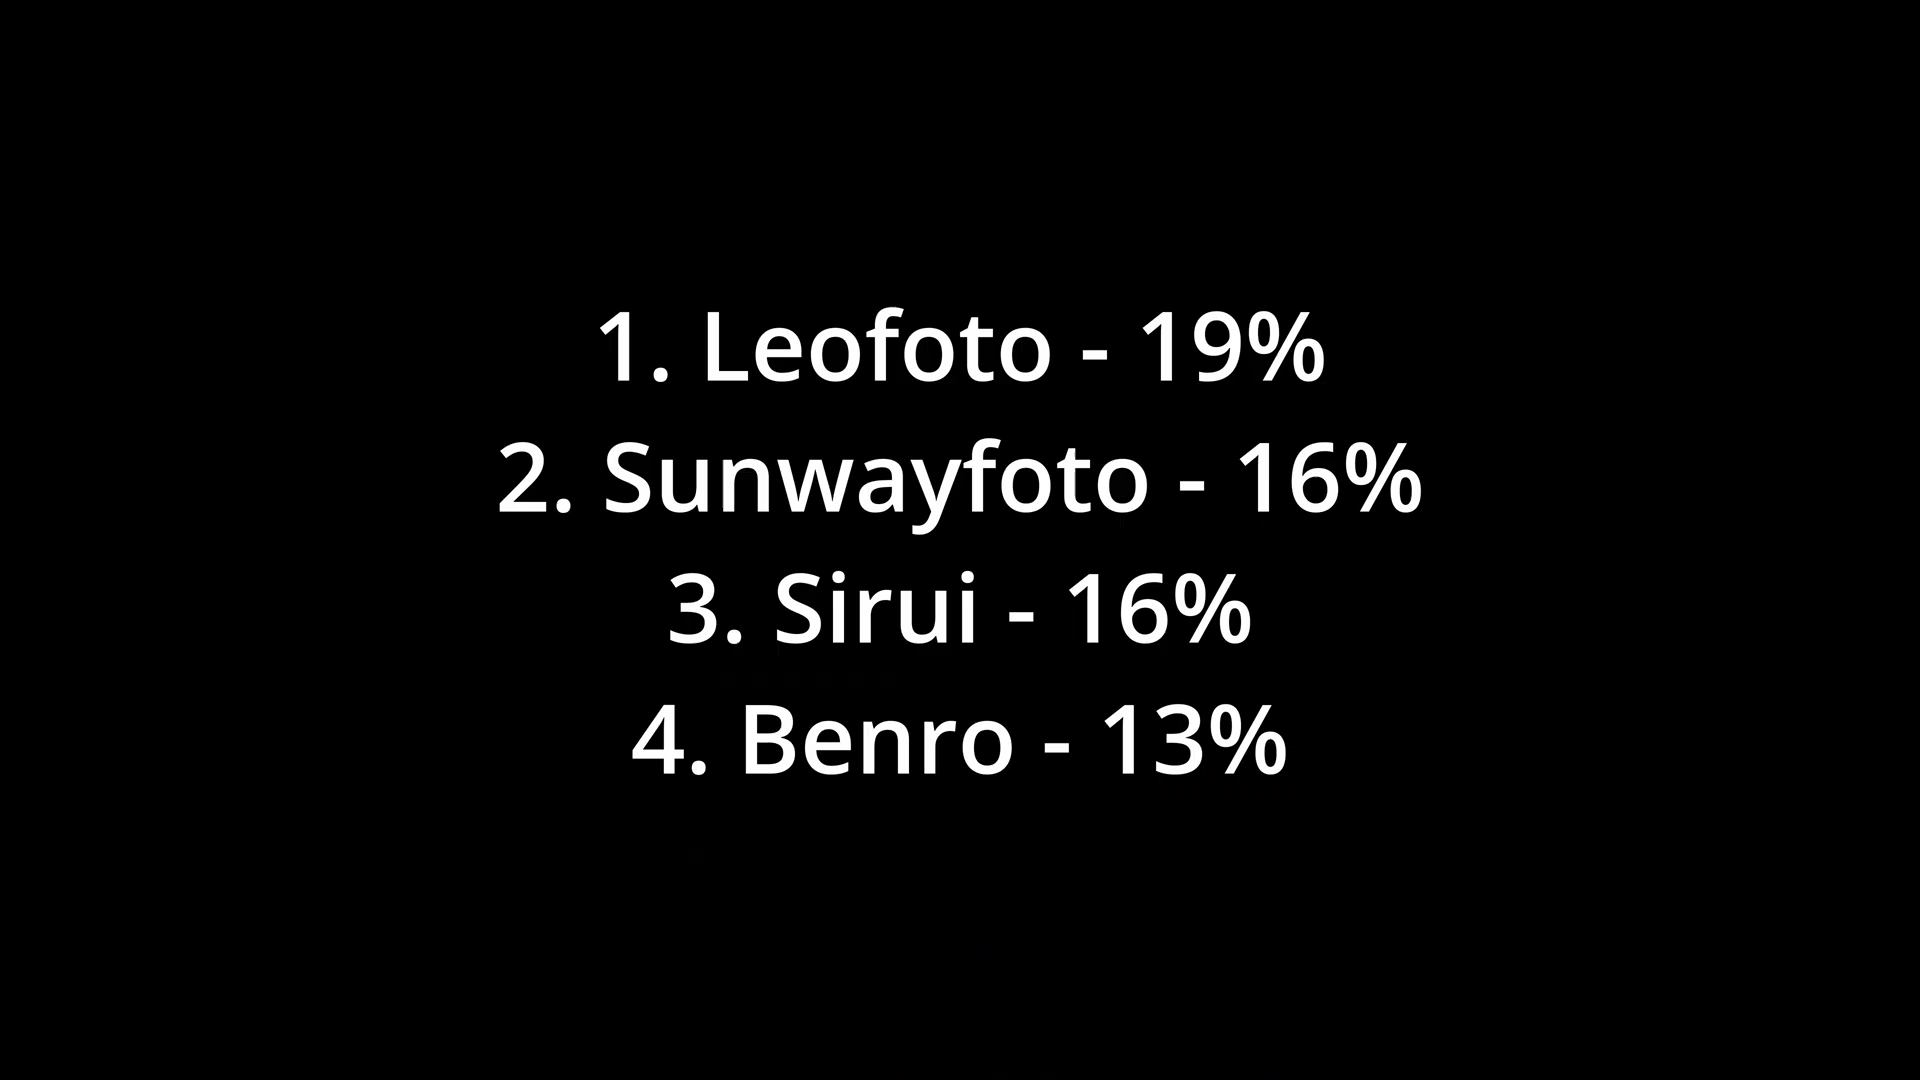 1. Leofoto - 19%
2. Sunwayfoto - 16%
3. Sirui - 16%
4. Benro - 13%